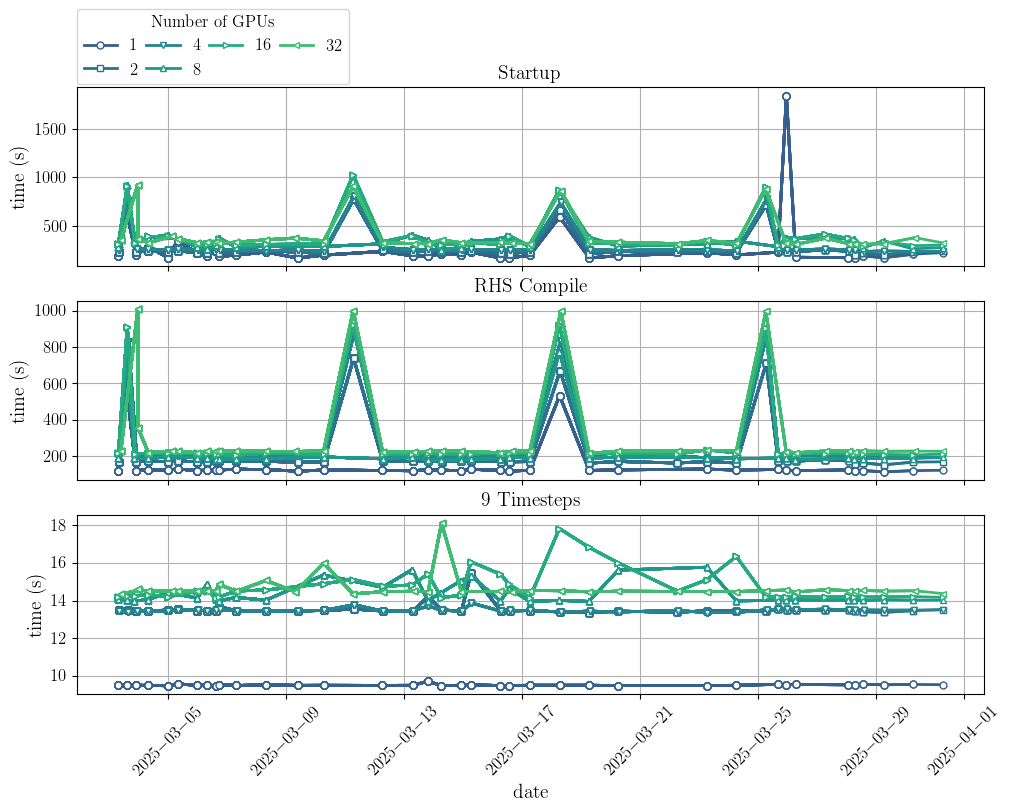 Number of GPUs
1 4 16 32
2 8
Startup
time (s)
1500
1000
500
RHS Compile
time (s)
1000
800
600
400
200
9 Timesteps
time (s)
18
16
14
12
10
2025−03−05 2025−03−09 2025−03−13 2025−03−17 2025−03−21 2025−03−25 2025−03−29 2025−04−01
date